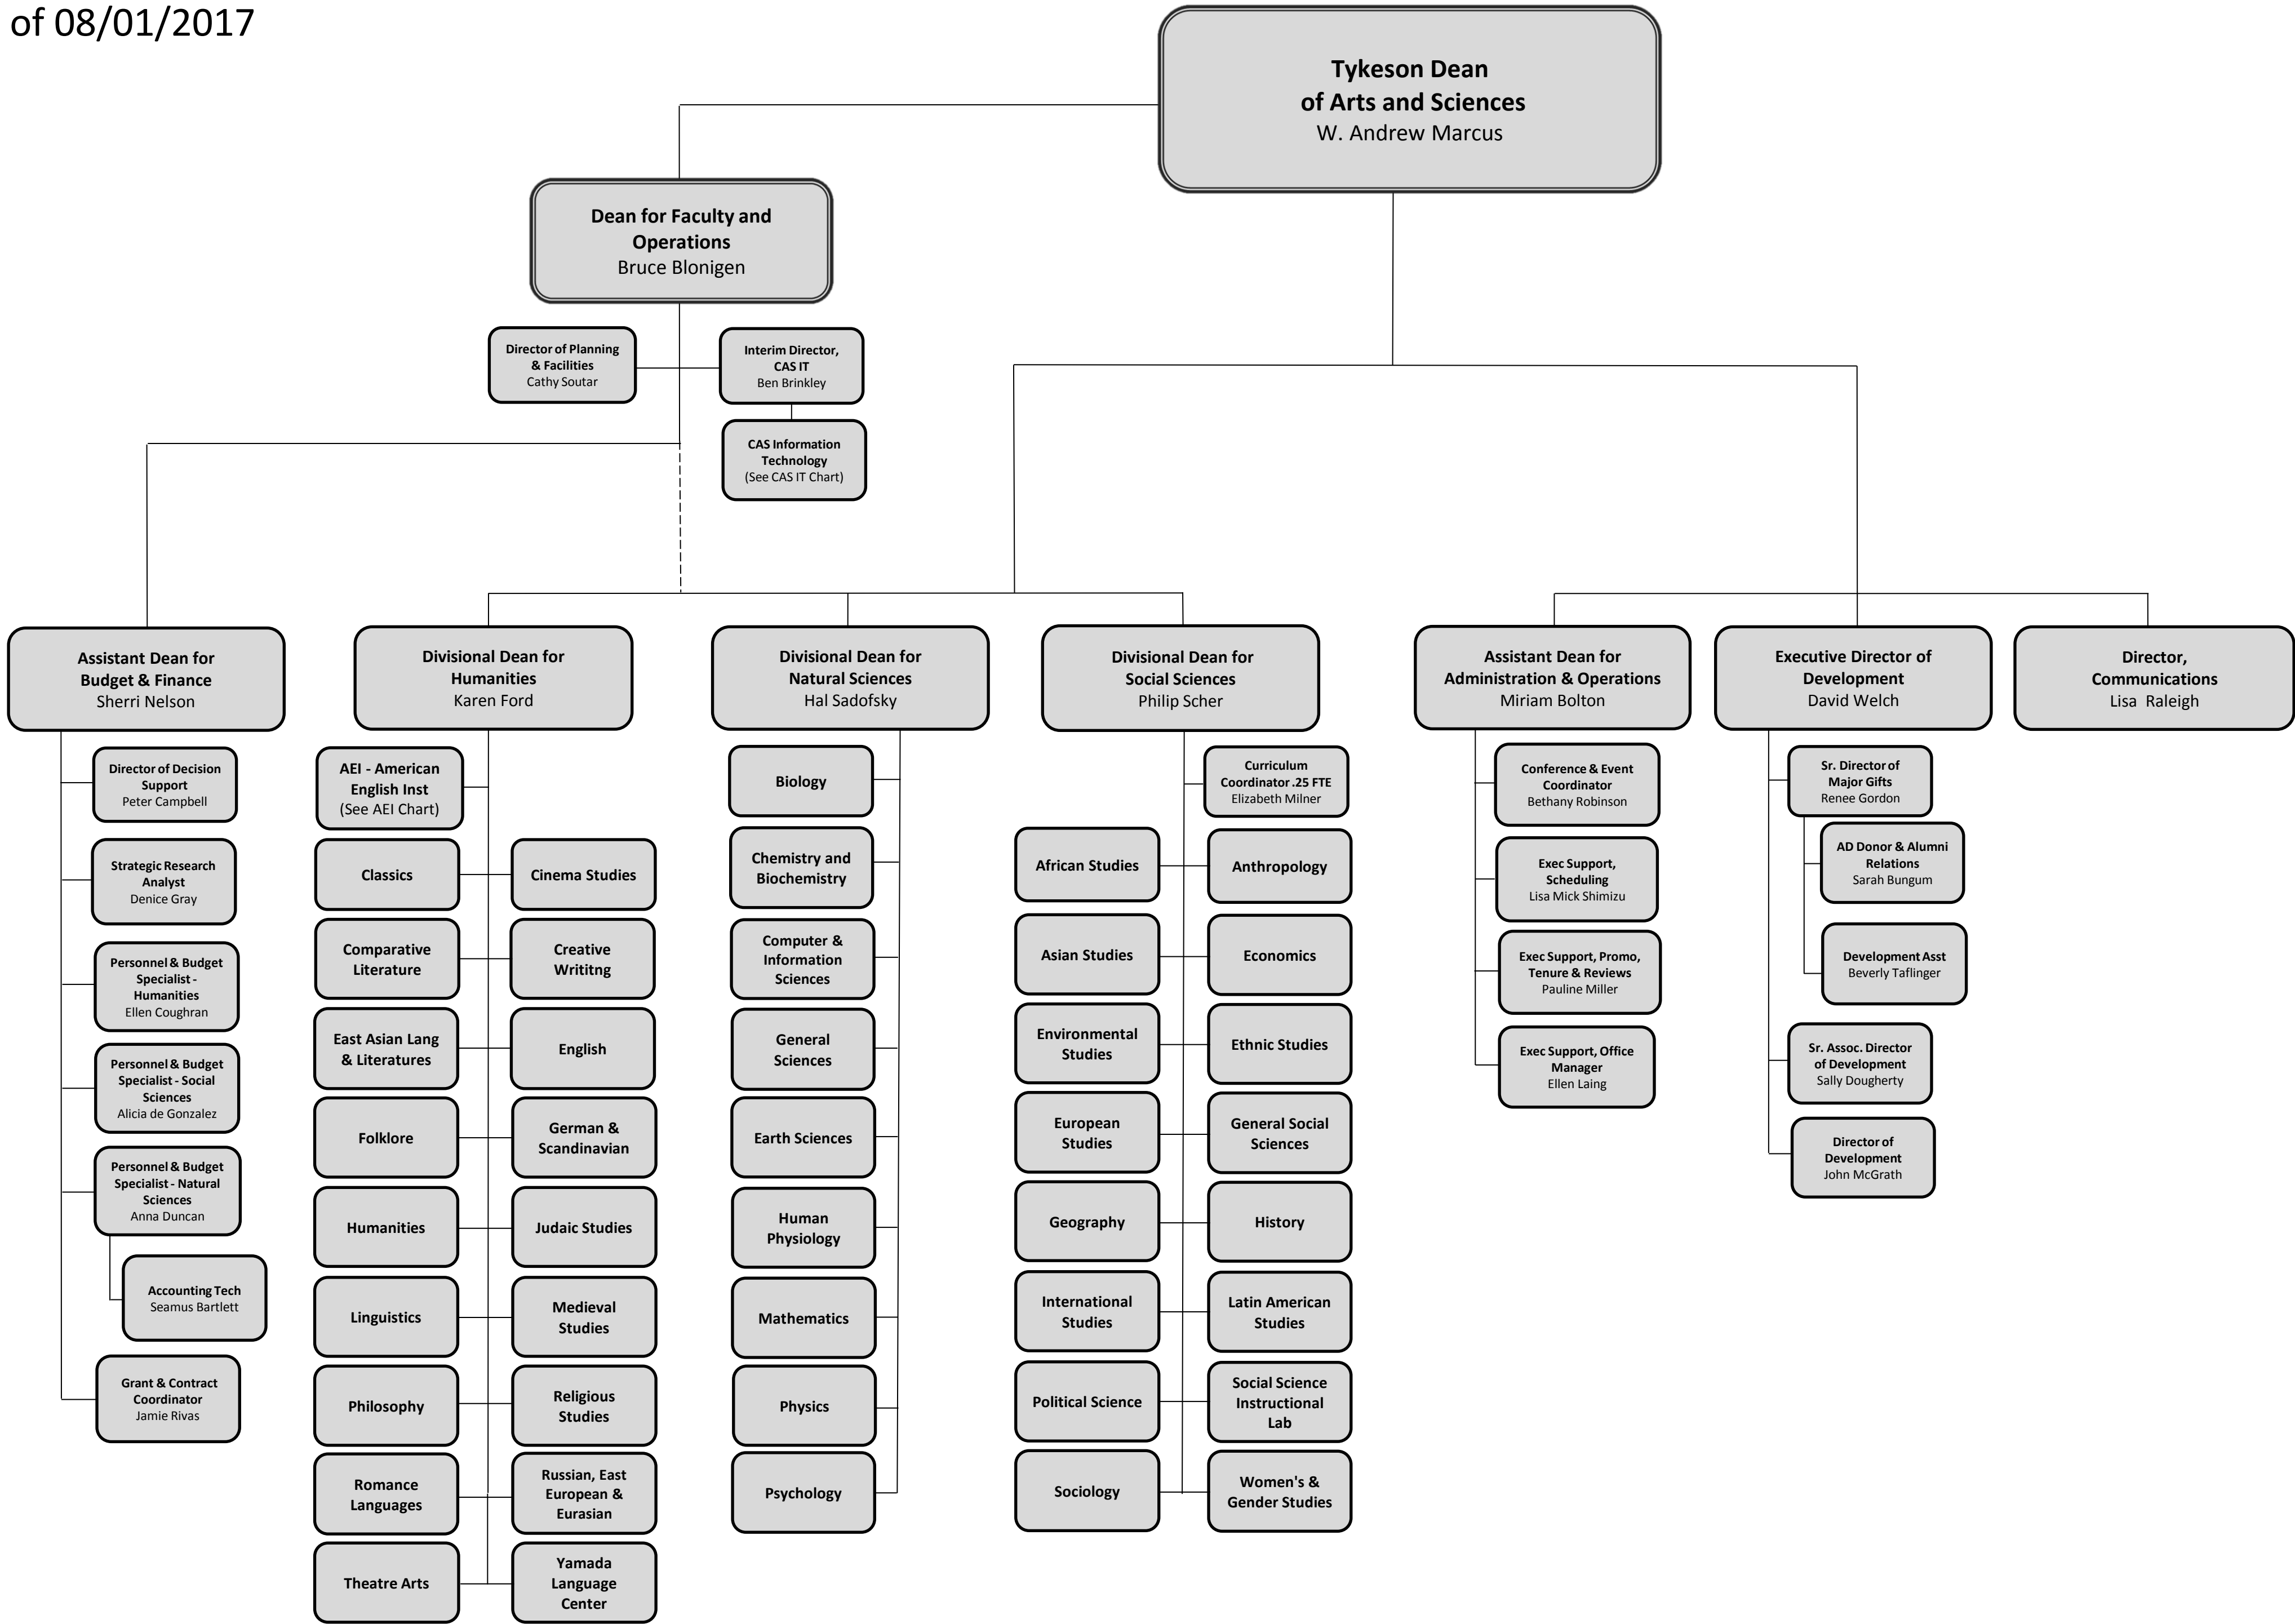 of 08/01/2017
Tykeson Dean
of Arts and Sciences
W. Andrew Marcus
Dean for Faculty and
Operations
Bruce Blonigen
Director of Planning
& Facilities
Cathy Soutar
Interim Director,
CAS IT
Ben Brinkley
CAS Information
Technology
(See CAS IT Chart)
Assistant Dean for
Budget & Finance
Sherri Nelson
Divisional Dean for
Humanities
Karen Ford
Divisional Dean for
Natural Sciences
Hal Sadofsky
Divisional Dean for
Social Sciences
Philip Scher
Assistant Dean for
Administration & Operations
Miriam Bolton
Executive Director of
Development
David Welch
Director,
Communications
Lisa Raleigh
Director of Decision
Support
Peter Campbell
Strategic Research
Analyst
Denice Gray
Personnel & Budget
Specialist -
Humanities
Ellen Coughran
Personnel & Budget
Specialist - Social
Sciences
Alicia de Gonzalez
Personnel & Budget
Specialist - Natural
Sciences
Anna Duncan
Accounting Tech
Seamus Bartlett
Grant & Contract
Coordinator
Jamie Rivas
AEI - American
English Inst
(See AEI Chart)
Classics
Cinema Studies
Comparative
Literature
Creative
Writitng
East Asian Lang
& Literatures
English
Folklore
German &
Scandinavian
Humanities
Judaic Studies
Linguistics
Medieval
Studies
Philosophy
Religious
Studies
Romance
Languages
Russian, East
European &
Eurasian
Theatre Arts
Yamada
Language
Center
Biology
Chemistry and
Biochemistry
Computer &
Information
Sciences
General
Sciences
Earth Sciences
Human
Physiology
Mathematics
Physics
Psychology
Curriculum
Coordinator .25 FTE
Elizabeth Milner
African Studies
Anthropology
Asian Studies
Economics
Environmental
Studies
Ethnic Studies
European
Studies
General Social
Sciences
Geography
History
International
Studies
Latin American
Studies
Political Science
Social Science
Instructional
Lab
Sociology
Women's &
Gender Studies
Conference & Event
Coordinator
Bethany Robinson
Exec Support,
Scheduling
Lisa Mick Shimizu
Exec Support, Promo,
Tenure & Reviews
Pauline Miller
Exec Support, Office
Manager
Ellen Laing
Sr. Director of
Major Gifts
Renee Gordon
AD Donor & Alumni
Relations
Sarah Bungum
Development Asst
Beverly Taflinger
Sr. Assoc. Director
of Development
Sally Dougherty
Director of
Development
John McGrath